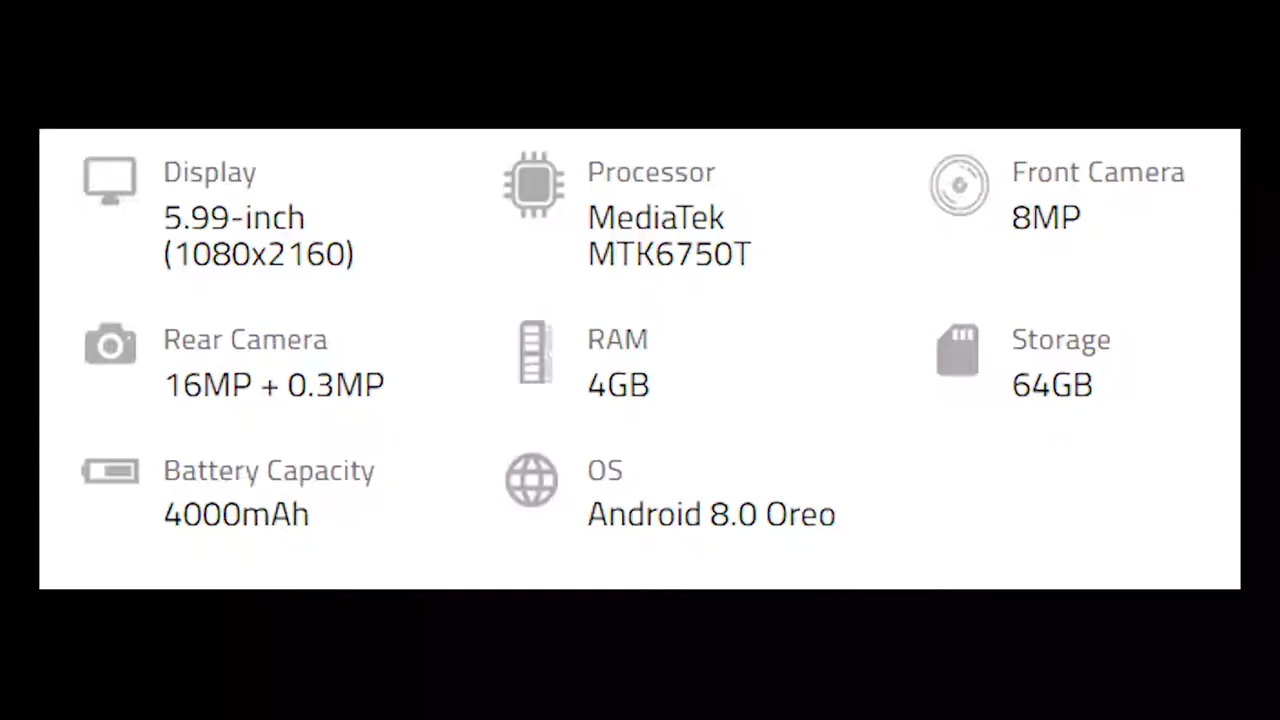 Display
5.99-inch
(1080x2160)
Processor
MediaTek
MTK6750T
Front Camera
8MP
Rear Camera
16MP + 0.3MP
RAM
4GB
Storage
64GB
Battery Capacity
4000mAh
OS
Android 8.0 Oreo